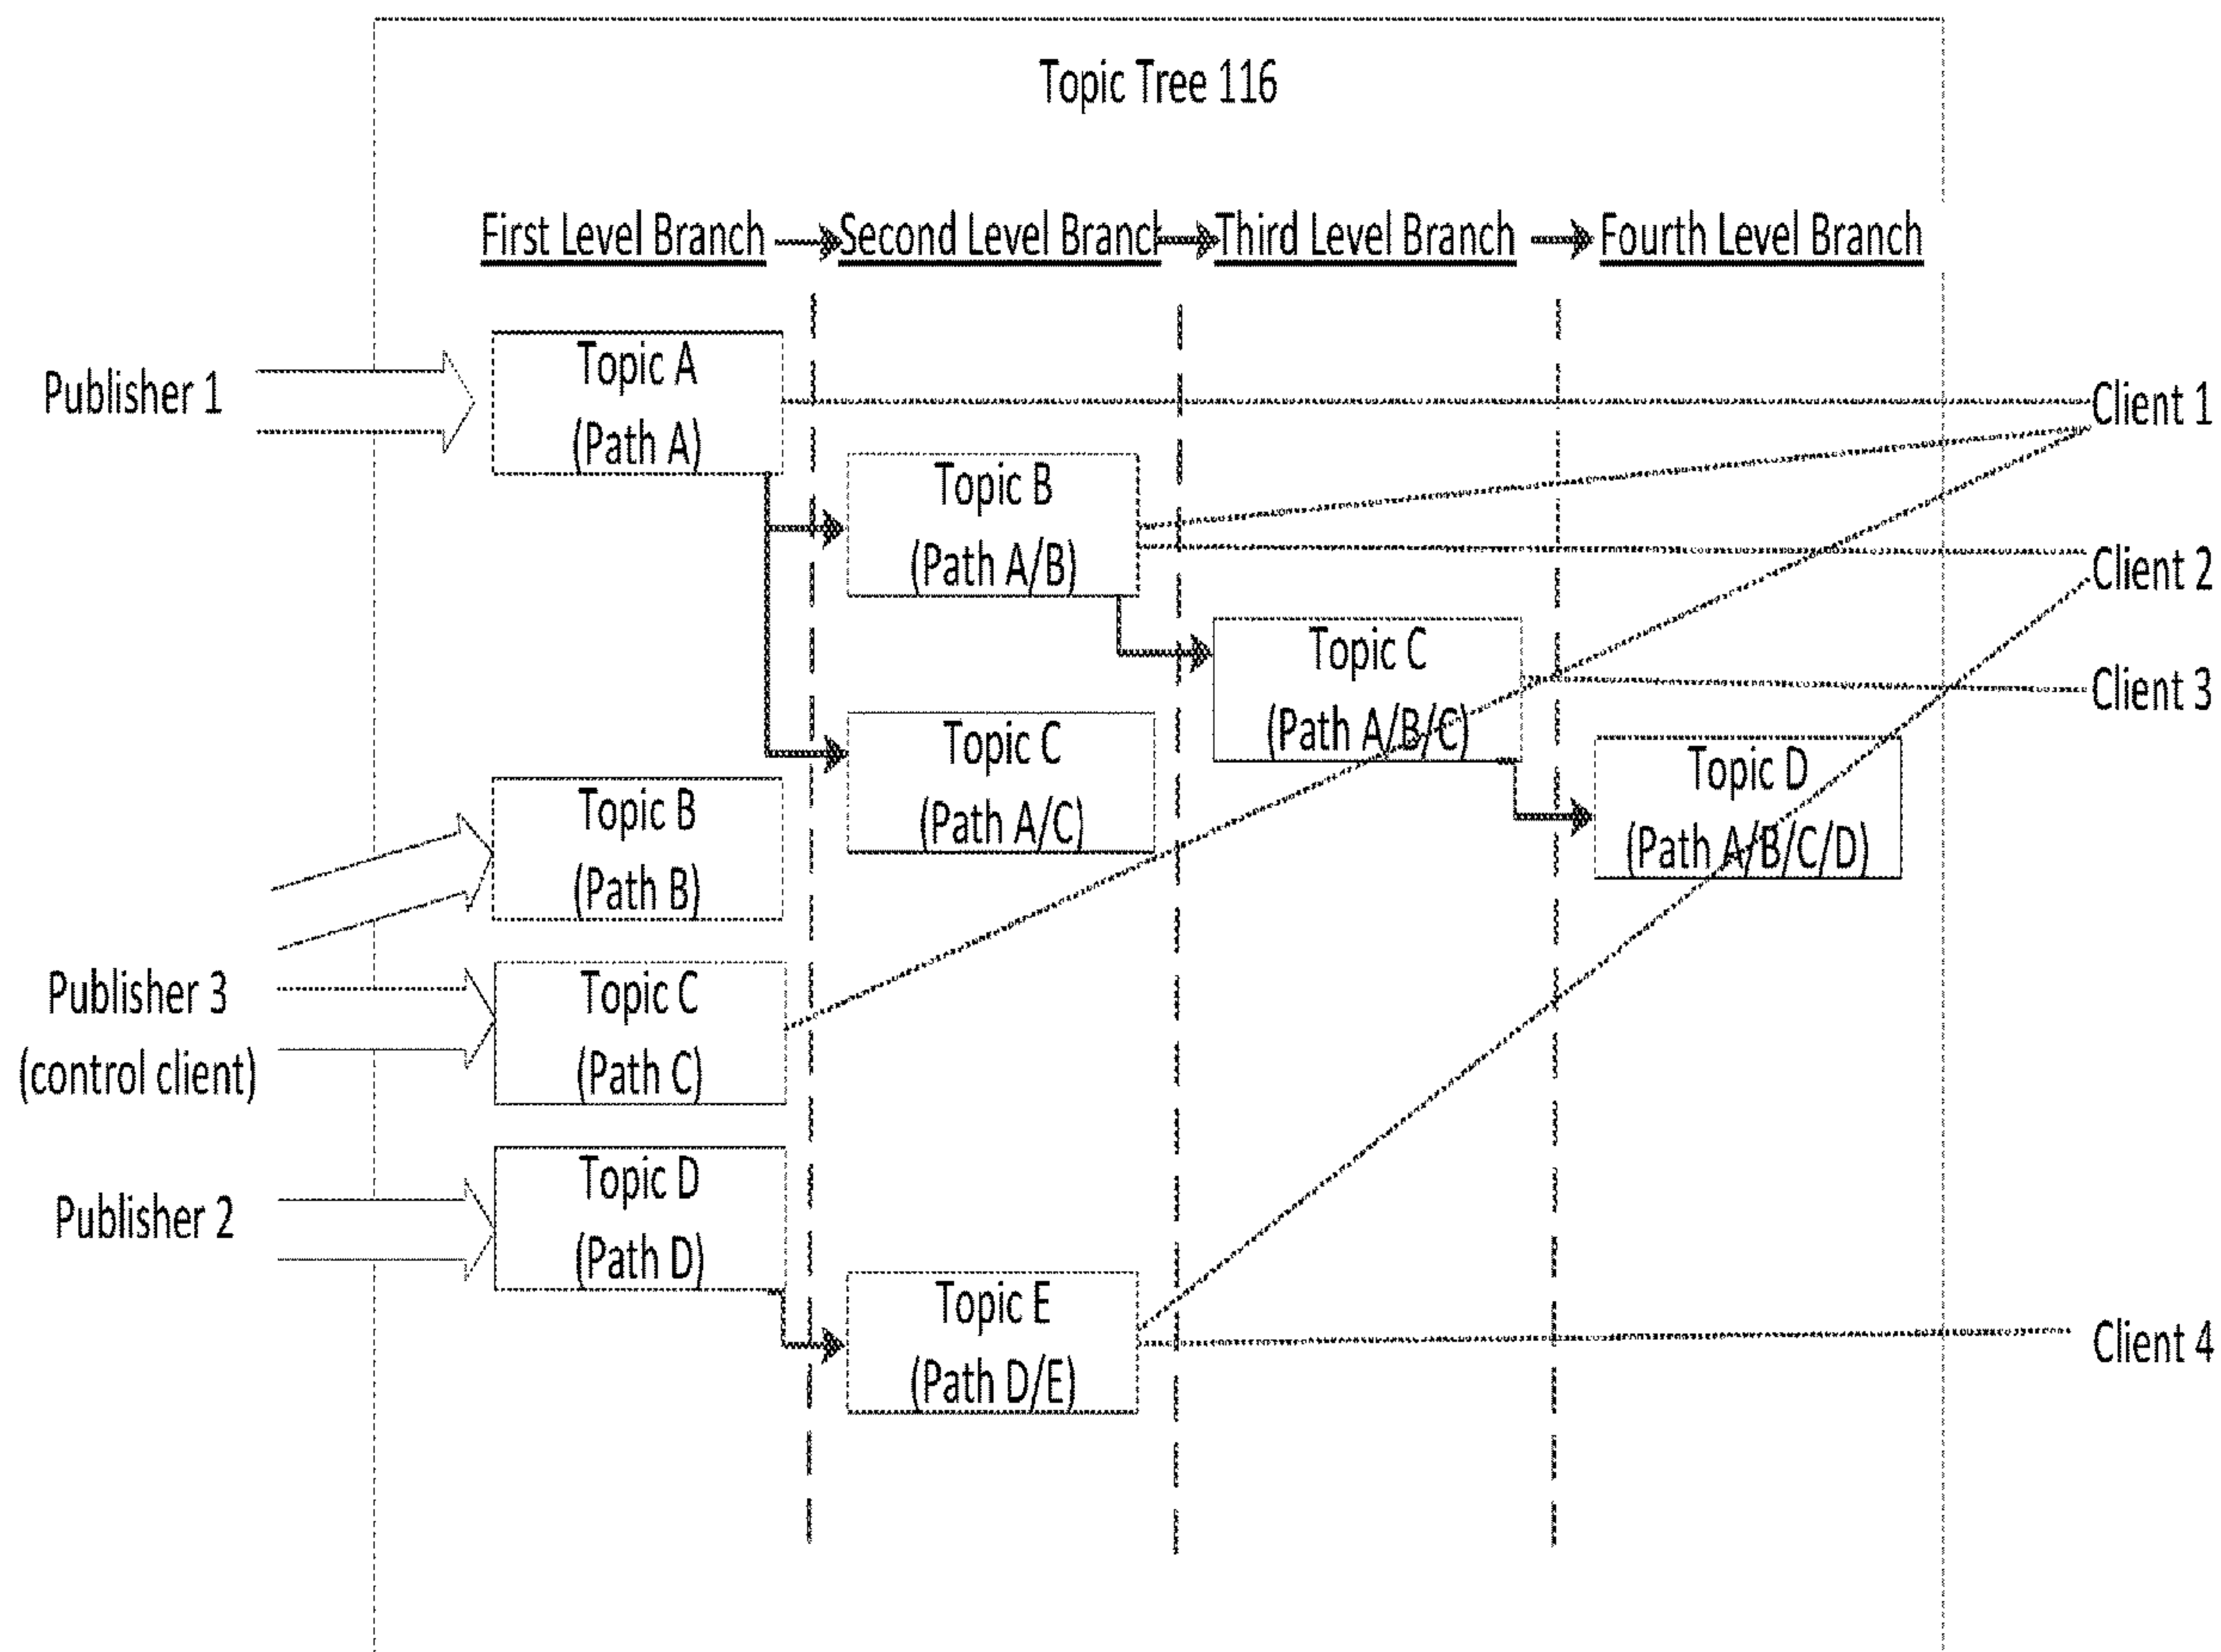 Topic Tree 116
First Level Branch
Second Level Branch
Third Level Branch
Fourth Level Branch
Publisher 1
Topic A
(Path A)
Client 1
Topic B
(Path A/B)
Client 2
Topic C
(Path A/B/C)
Client 3
Topic C
(Path A/C)
Topic D
(Path A/B/C/D)
Topic B
(Path B)
Publisher 3
(control client)
Topic C
(Path C)
Publisher 2
Topic D
(Path D)
Topic E
(Path D/E)
Client 4